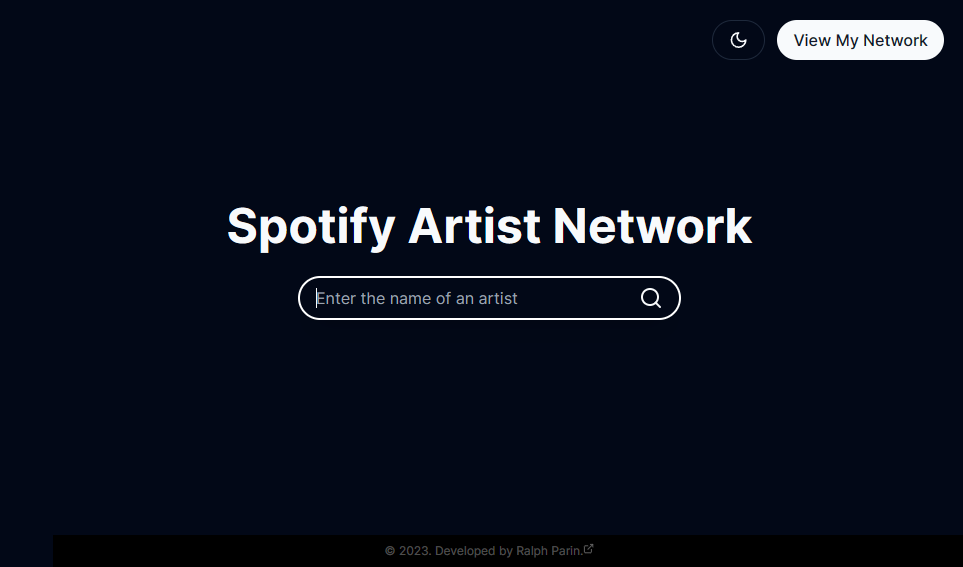 View My Network
Spotify Artist Network
Enter the name of an artist
© 2023. Developed by Ralph Parin.